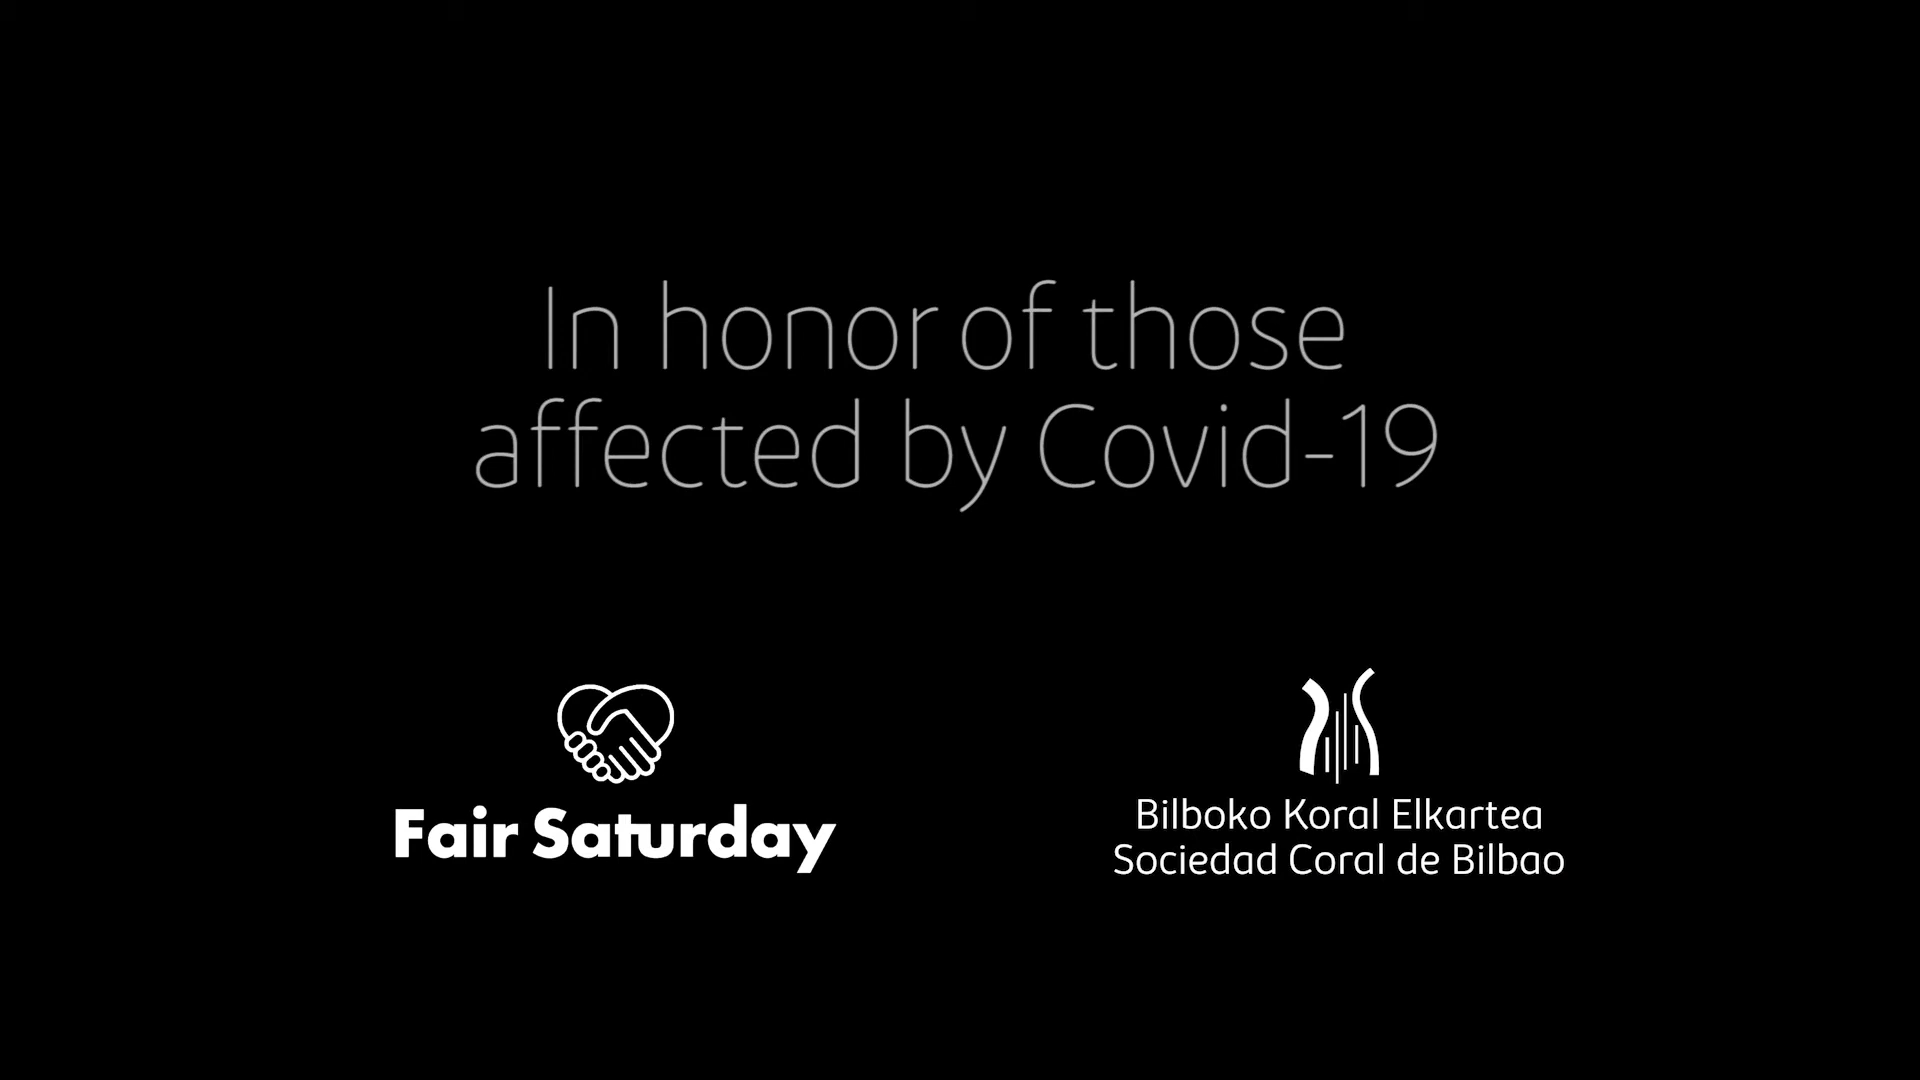 In honor of those
affected by Covid-19
Fair Saturday
Bilboko Koral Elkartea
Sociedad Coral de Bilbao